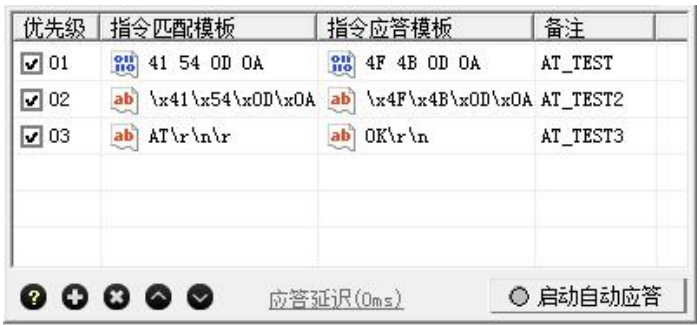 优先级 指令匹配模板 指令应答模板 备注
01 41 54 0D 0A 4F 4B 0D 0A AT_TEST
02 \x41\x54\x0D\x0A \x4F\x4B\x0D\x0A AT_TEST2
03 AT\r\n\r OK\r\n AT_TEST3
应答延迟(0ms) 启动自动应答